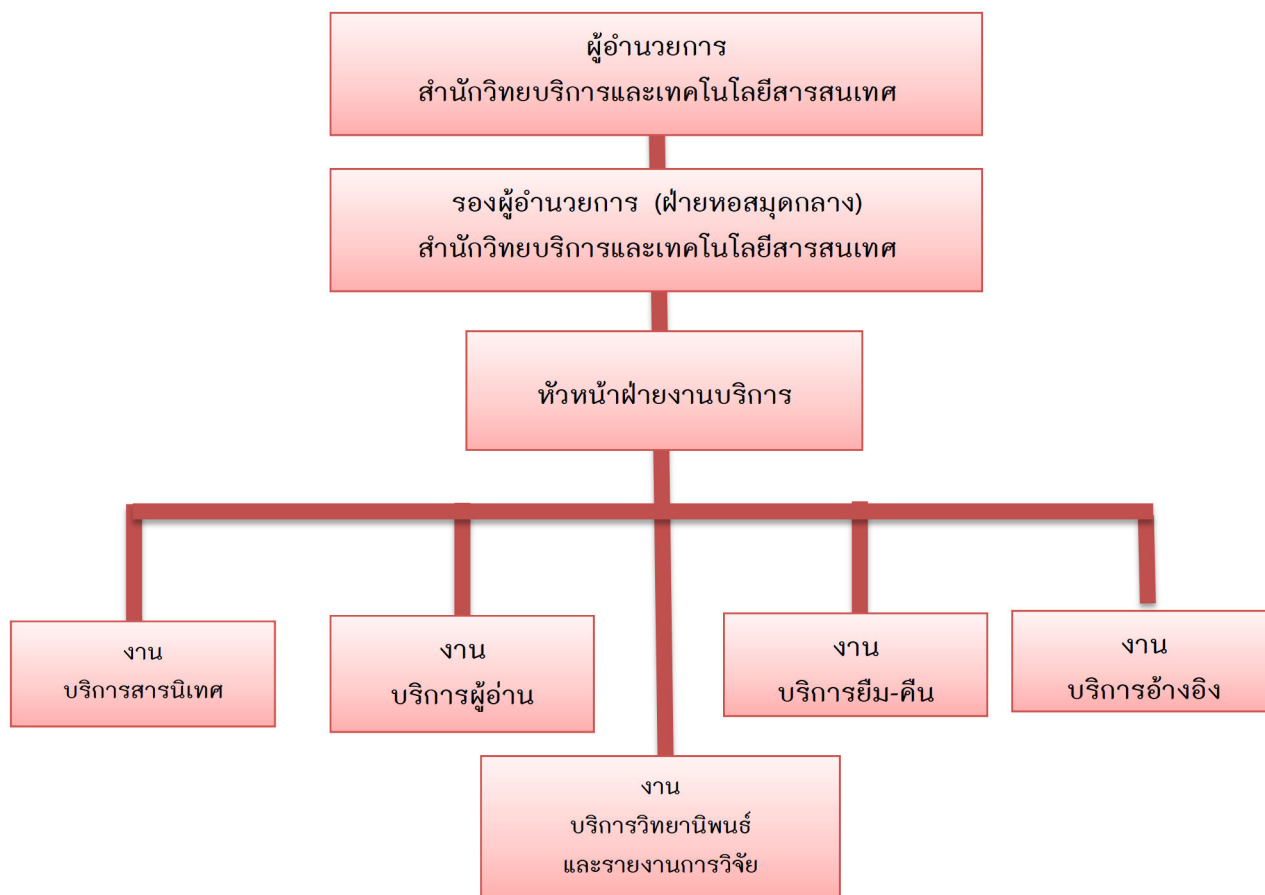 ผู้อำนวยการ
สำนักวิทยบริการและเทคโนโลยีสารสนเทศ
รองผู้อำนวยการ (ฝ่ายหอสมุดกลาง)
สำนักวิทยบริการและเทคโนโลยีสารสนเทศ
หัวหน้าฝ่ายงานบริการ
งาน
บริการสารนิเทศ
งาน
บริการผู้อ่าน
งาน
บริการยืม-คืน
งาน
บริการอ้างอิง
งาน
บริการวิทยานิพนธ์
และรายงานการวิจัย